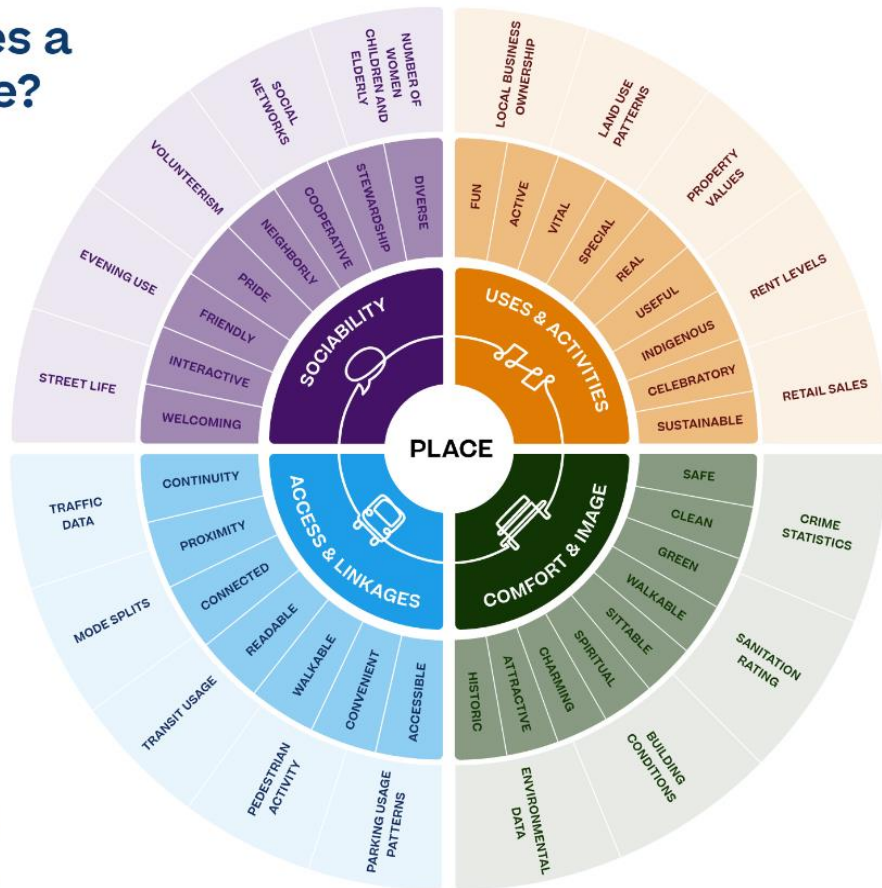 es a
e?
NUMBER OF
WOMEN
CHILDREN AND
ELDERLY
SOCIAL
NETWORKS
VOLUNTEERISM
EVENING USE
STREET LIFE
DIVERSE
STEWARDSHIP
COOPERATIVE
NEIGHBORLY
PRIDE
FRIENDLY
INTERACTIVE
WELCOMING
SOCIABILITY
LOCAL BUSINESS
OWNERSHIP
LAND USE
PATTERNS
PROPERTY
VALUES
RENT LEVELS
RETAIL SALES
FUN
ACTIVE
VITAL
SPECIAL
REAL
USEFUL
INDIGENOUS
CELEBRATORY
SUSTAINABLE
USES & ACTIVITIES
PLACE
ACCESS & LINKAGES
CONTINUITY
PROXIMITY
CONNECTED
READABLE
WALKABLE
CONVENIENT
ACCESSIBLE
TRAFFIC
DATA
MODE SPLITS
TRANSIT USAGE
PEDESTRIAN
ACTIVITY
PARKING USAGE
PATTERNS
COMFORT & IMAGE
SAFE
CLEAN
GREEN
WALKABLE
SITTABLE
SPIRITUAL
CHARMING
ATTRACTIVE
HISTORIC
CRIME
STATISTICS
SANITATION
RATING
BUILDING
CONDITIONS
ENVIRONMENTAL
DATA